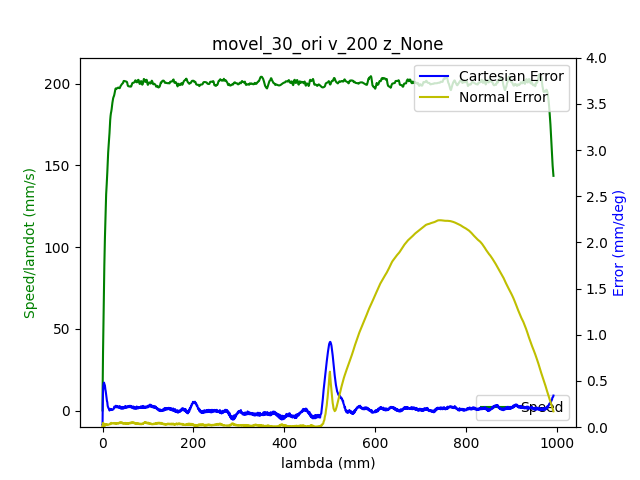 movel_30_ori v_200 z_None
Cartesian Error
Normal Error
Speed
Speed/lamdot (mm/s)
200
150
100
50
0
4.0
3.5
3.0
2.5
2.0
1.5
1.0
0.5
0.0
Error (mm/deg)
0 200 400 600 800 1000
lambda (mm)